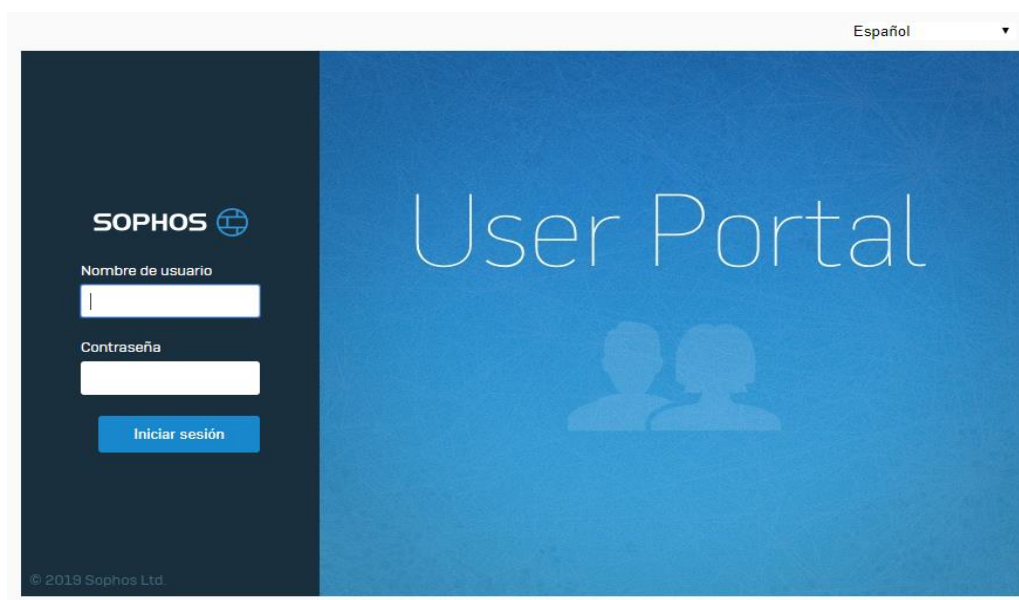 Español
SOPHOS
User Portal
Nombre de usuario
Contraseña
Iniciar sesión
© 2019 Sophos Ltd.